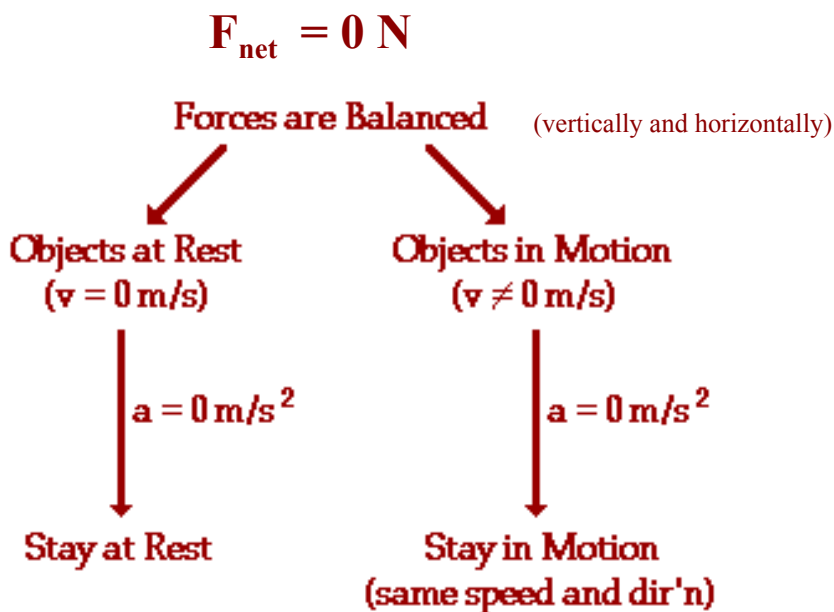 F_net = 0 N
Forces are Balanced (vertically and horizontally)
Objects at Rest
(v = 0 m/s)
Objects in Motion
(v ≠ 0 m/s)
a = 0 m/s²
a = 0 m/s²
Stay at Rest
Stay in Motion
(same speed and dir'n)